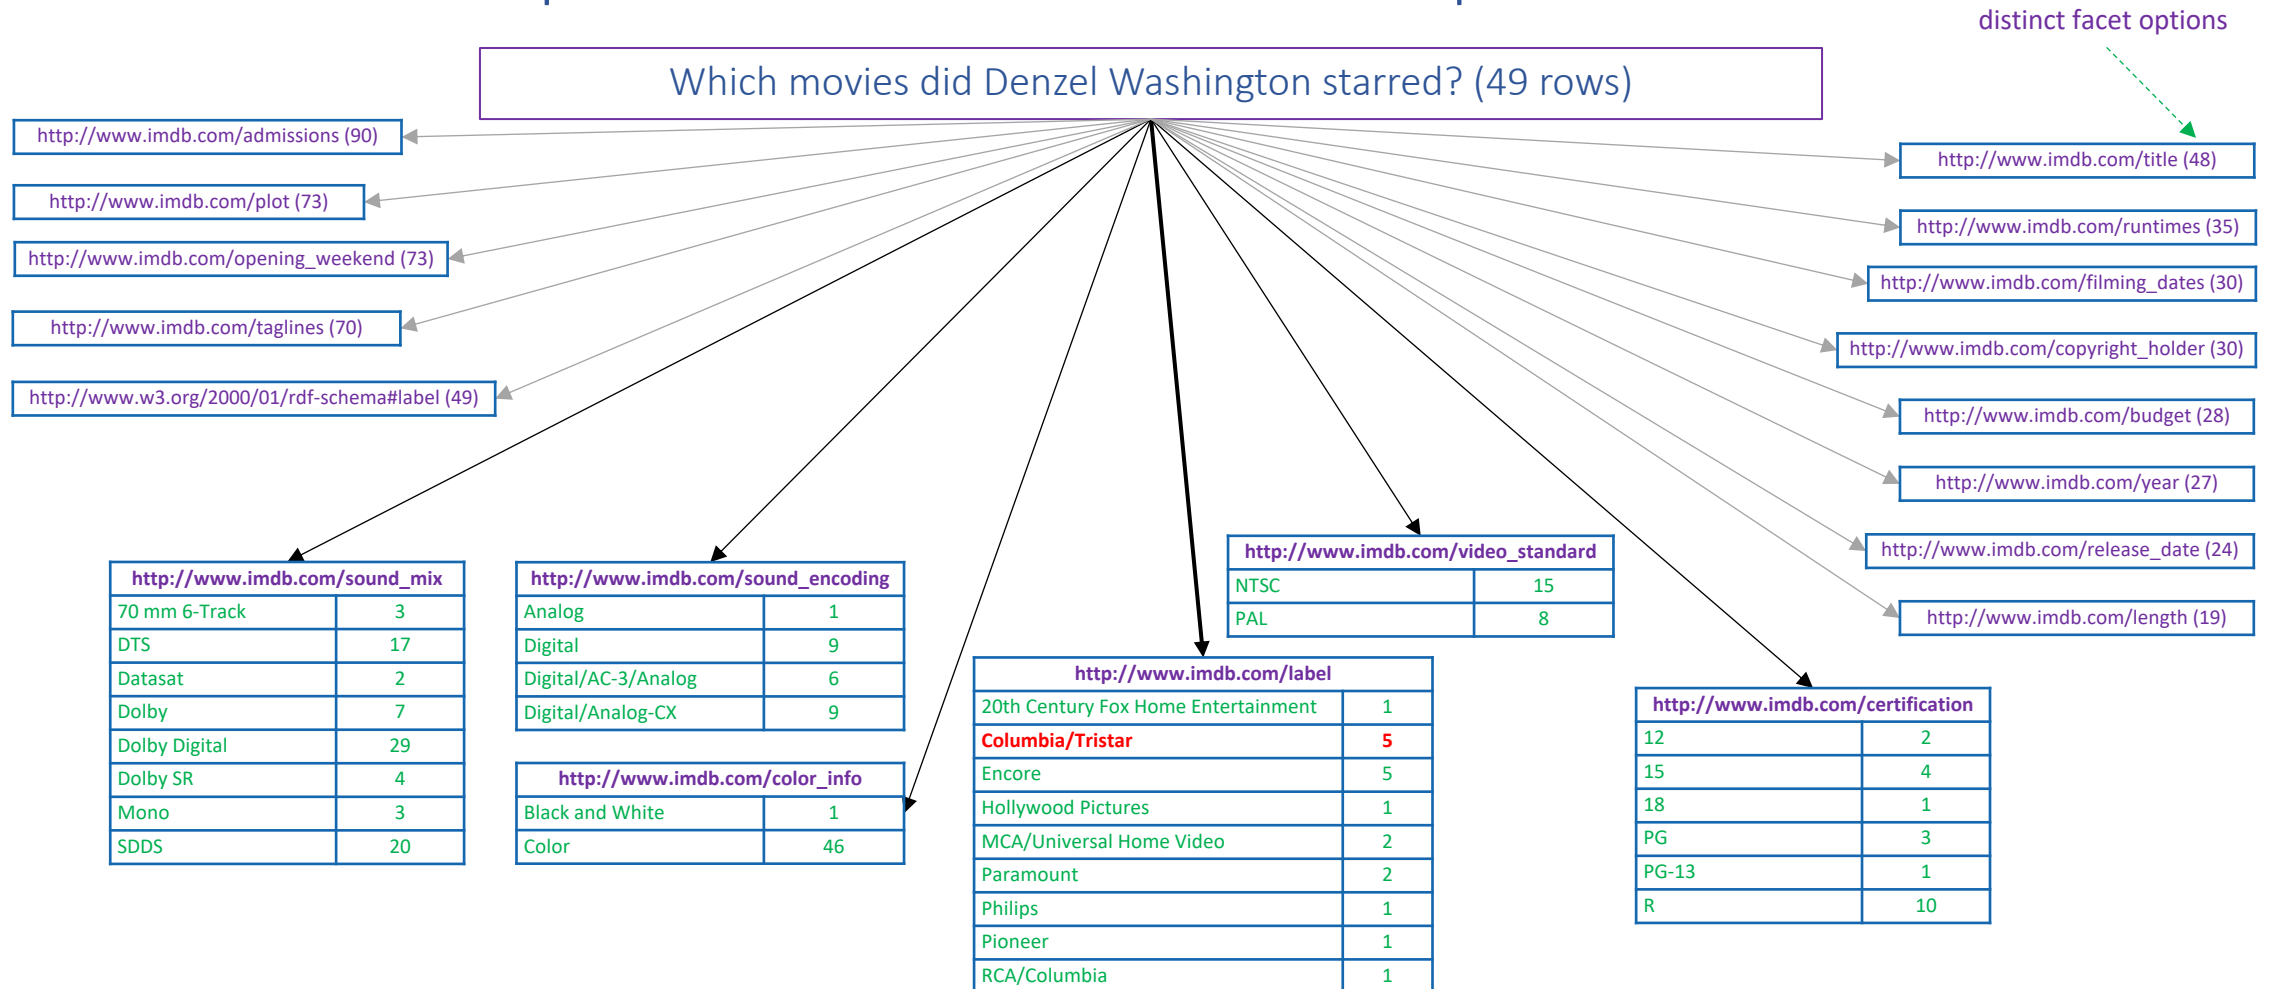 distinct facet options
Which movies did Denzel Washington starred? (49 rows)
http://www.imdb.com/admissions (90)
http://www.imdb.com/plot (73)
http://www.imdb.com/opening_weekend (73)
http://www.imdb.com/taglines (70)
http://www.w3.org/2000/01/rdf-schema#label (49)
http://www.imdb.com/title (48)
http://www.imdb.com/runtimes (35)
http://www.imdb.com/filming_dates (30)
http://www.imdb.com/copyright_holder (30)
http://www.imdb.com/budget (28)
http://www.imdb.com/year (27)
http://www.imdb.com/release_date (24)
http://www.imdb.com/length (19)
http://www.imdb.com/sound_mix
70 mm 6-Track 3
DTS 17
Datasat 2
Dolby 7
Dolby Digital 29
Dolby SR 4
Mono 3
SDDS 20
http://www.imdb.com/sound_encoding
Analog 1
Digital 9
Digital/AC-3/Analog 6
Digital/Analog-CX 9
http://www.imdb.com/color_info
Black and White 1
Color 46
http://www.imdb.com/label
20th Century Fox Home Entertainment 1
Columbia/Tristar 5
Encore 5
Hollywood Pictures 1
MCA/Universal Home Video 2
Paramount 2
Philips 1
Pioneer 1
RCA/Columbia 1
http://www.imdb.com/video_standard
NTSC 15
PAL 8
http://www.imdb.com/certification
12 2
15 4
18 1
PG 3
PG-13 1
R 10